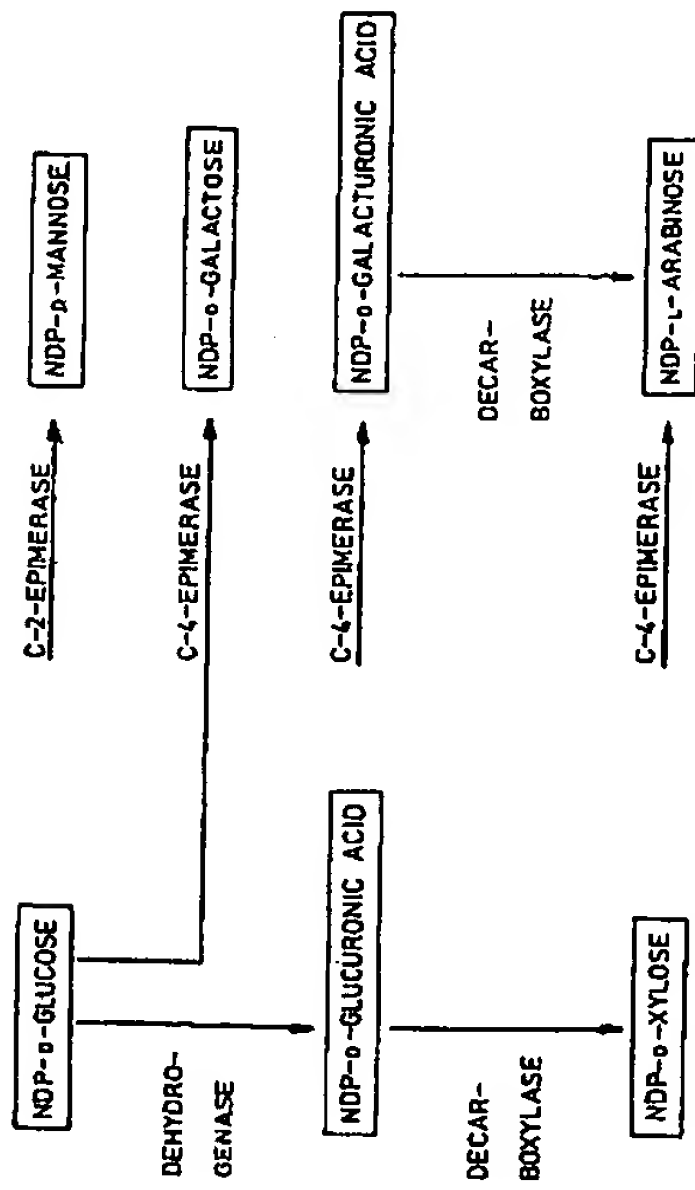 NDP-D-GLUCOSE
C-2-EPIMERASE
NDP-D-MANNOSE
C-4-EPIMERASE
NDP-D-GALACTOSE
DEHYDRO-
GENASE
NDP-D-GLUCURONIC ACID
C-4-EPIMERASE
NDP-D-GALACTURONIC ACID
DECAR-
BOXYLASE
DECAR-
BOXYLASE
NDP-D-XYLOSE
C-4-EPIMERASE
NDP-L-ARABINOSE